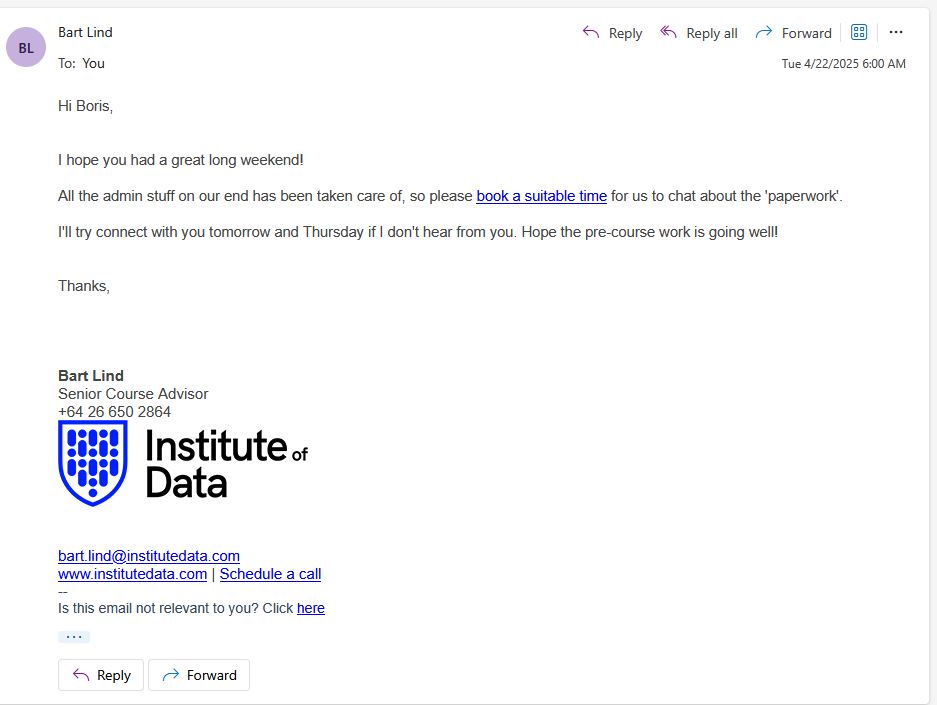 Bart Lind
Reply Reply all Forward
BL
To: You
Tue 4/22/2025 6:00 AM
Hi Boris,
I hope you had a great long weekend!
All the admin stuff on our end has been taken care of, so please book a suitable time for us to chat about the 'paperwork'.
I'll try connect with you tomorrow and Thursday if I don't hear from you. Hope the pre-course work is going well!
Thanks,
Bart Lind
Senior Course Advisor
+64 26 650 2864
Institute of
Data
bart.lind@institutedata.com
www.institutedata.com | Schedule a call
--
Is this email not relevant to you? Click here
...
Reply Forward